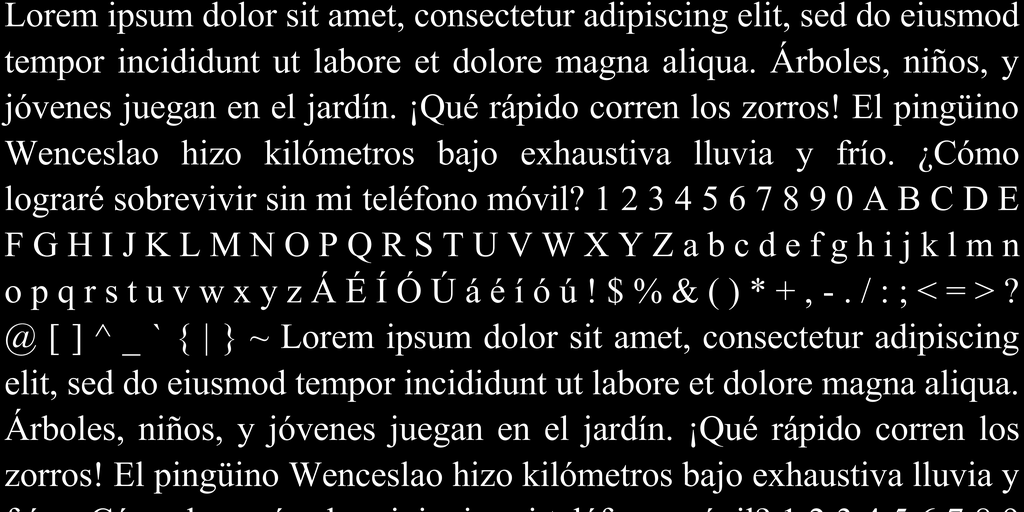 Lorem ipsum dolor sit amet, consectetur adipiscing elit, sed do eiusmod
tempor incididunt ut labore et dolore magna aliqua. Árboles, niños, y
jóvenes juegan en el jardín. ¡Qué rápido corren los zorros! El pingüino
Wenceslao hizo kilómetros bajo exhaustiva lluvia y frío. ¿Cómo
lograré sobrevivir sin mi teléfono móvil? 1 2 3 4 5 6 7 8 9 0 A B C D E
F G H I J K L M N O P Q R S T U V W X Y Z a b c d e f g h i j k l m n
o p q r s t u v w x y z Á É Í Ó Ú á é í ó ú ! $ % & ( ) * + , - . / : ; < = > ?
@ [ ] ^ _ ` { | } ~ Lorem ipsum dolor sit amet, consectetur adipiscing
elit, sed do eiusmod tempor incididunt ut labore et dolore magna aliqua.
Árboles, niños, y jóvenes juegan en el jardín. ¡Qué rápido corren los
zorros! El pingüino Wenceslao hizo kilómetros bajo exhaustiva lluvia y